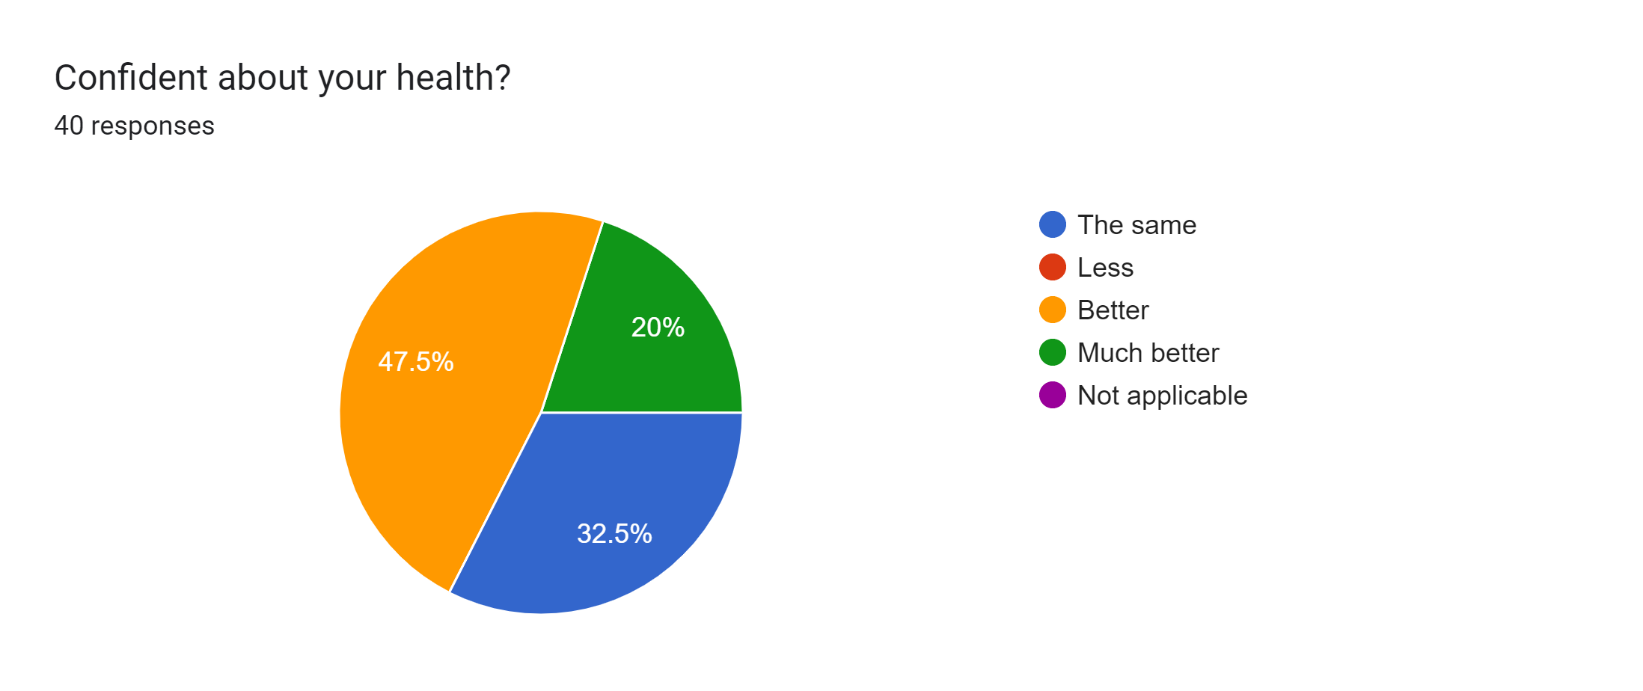 Confident about your health?
40 responses
20%
47.5%
32.5%
The same
Less
Better
Much better
Not applicable